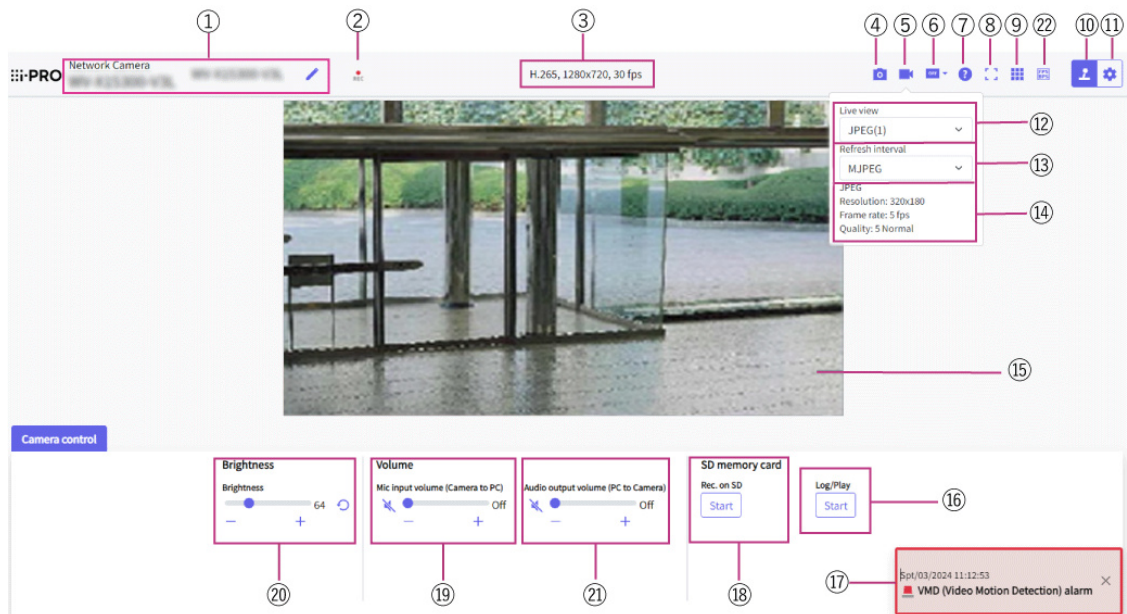 ① ② ③ ④ ⑤ ⑥ ⑦ ⑧ ⑨ ㉒ ⑩ ⑪
i-PRO
Network Camera
REC
H.265, 1280x720, 30 fps
Live view
JPEG(1)
⑫
Refresh interval
MJPEG
⑬
JPEG
Resolution: 320x180
Frame rate: 5 fps
Quality: 5 Normal
⑭
⑮
Camera control
Brightness
Brightness
64
− +
Volume
Mic input volume (Camera to PC)
Off
− +
Audio output volume (PC to Camera)
Off
− +
SD memory card
Rec. on SD
Start
Log/Play
Start
⑯
⑰
Spt/03/2024 11:12:53
VMD (Video Motion Detection) alarm
⑳ ⑲ ㉑ ⑱